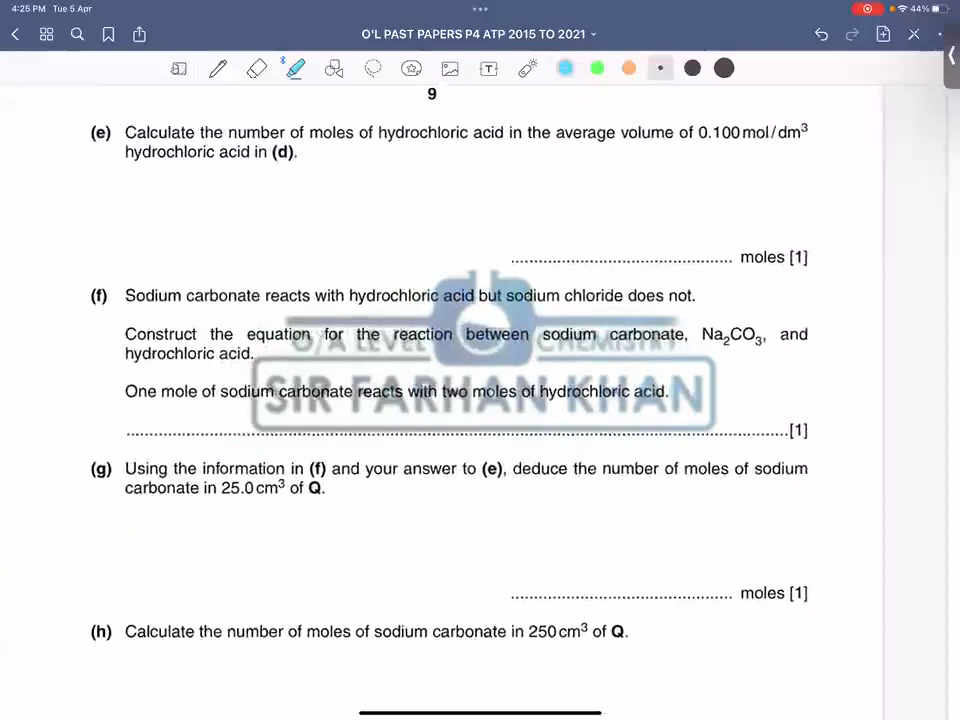 4:25 PM Tue 5 Apr
44%
O'L PAST PAPERS P4 ATP 2015 TO 2021
9
(e) Calculate the number of moles of hydrochloric acid in the average volume of 0.100 mol/dm³
hydrochloric acid in (d).
.............................................. moles [1]
(f) Sodium carbonate reacts with hydrochloric acid but sodium chloride does not.
Construct the equation for the reaction between sodium carbonate, Na₂CO₃, and
hydrochloric acid.
O/A LEVEL CHEMISTRY
One mole of sodium carbonate reacts with two moles of hydrochloric acid.
SIR FARHAN KHAN
..............................................................................................................................................[1]
(g) Using the information in (f) and your answer to (e), deduce the number of moles of sodium
carbonate in 25.0 cm³ of Q.
.............................................. moles [1]
(h) Calculate the number of moles of sodium carbonate in 250 cm³ of Q.